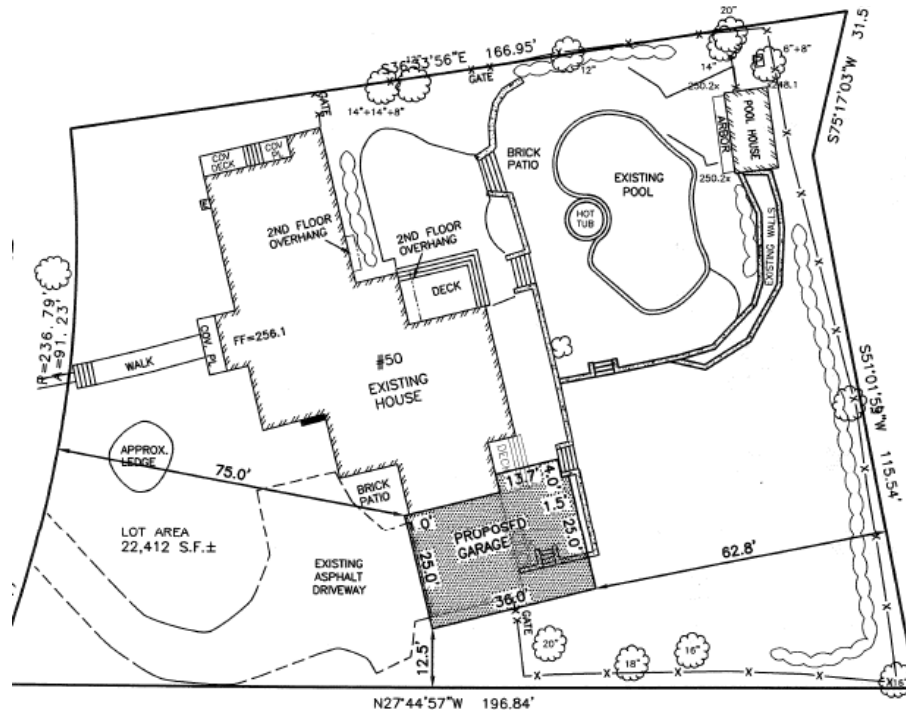 20"
31.5
S75°17'03"W
166.95'
GATE
12"
14"
6"÷8"
14"÷14"÷8"
GATE
250.2x
248.1
POOL HOUSE
ARBOR
250.2x
COV
DECK
COV
PL
BRICK
PATIO
EXISTING
POOL
HOT
TUB
EXISTING WALLS
2ND FLOOR
OVERHANG
2ND FLOOR
OVERHANG
DECK
R=236.79'
A=91.23'
WALK
COV. PL
FF=256.1
#50
EXISTING
HOUSE
S51°01'59"W
115.54'
APPROX.
LEDGE
75.0'
BRICK
PATIO
DECK
13.7'
4.0'
1.5'
25.0'
0'
PROPOSED
GARAGE
25.0'
36.0'
62.8'
LOT AREA
22,412 S.F.±
EXISTING
ASPHALT
DRIVEWAY
12.5'
GATE
20"
18"
16"
16"
N27°44'57"W 196.84'